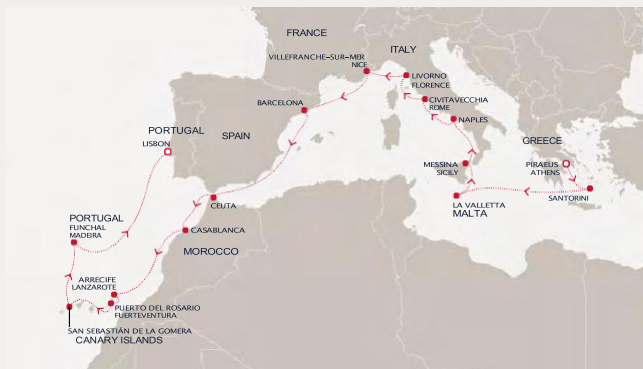 FRANCE
VILLEFRANCHE-SUR-MER
NICE
ITALY
LIVORNO
FLORENCE
CIVITAVECCHIA
ROME
NAPLES
BARCELONA
PORTUGAL
LISBON
SPAIN
GREECE
PIRAEUS
ATHENS
SANTORINI
MESSINA
SICILY
LA VALLETTA
MALTA
CEUTA
PORTUGAL
FUNCHAL
MADEIRA
CASABLANCA
MOROCCO
ARRECIFE
LANZAROTE
PUERTO DEL ROSARIO
FUERTEVENTURA
SAN SEBASTIÁN DE LA GOMERA
CANARY ISLANDS